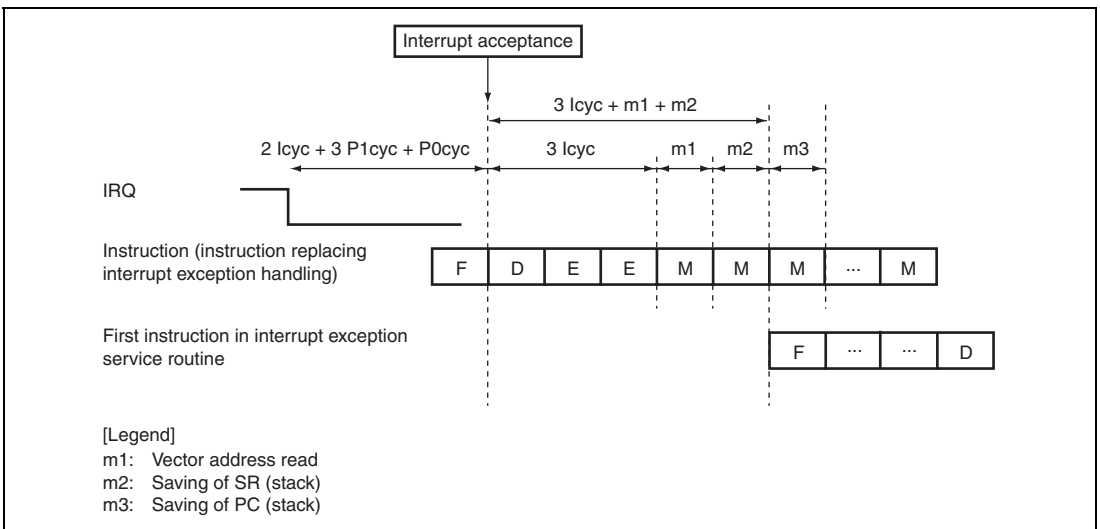 Interrupt acceptance
3 Icyc + m1 + m2
2 Icyc + 3 P1cyc + P0cyc
3 Icyc
m1
m2
m3
IRQ
Instruction (instruction replacing
interrupt exception handling)
F D E E M M M ... M
First instruction in interrupt exception
service routine
F ... ... D
[Legend]
m1: Vector address read
m2: Saving of SR (stack)
m3: Saving of PC (stack)